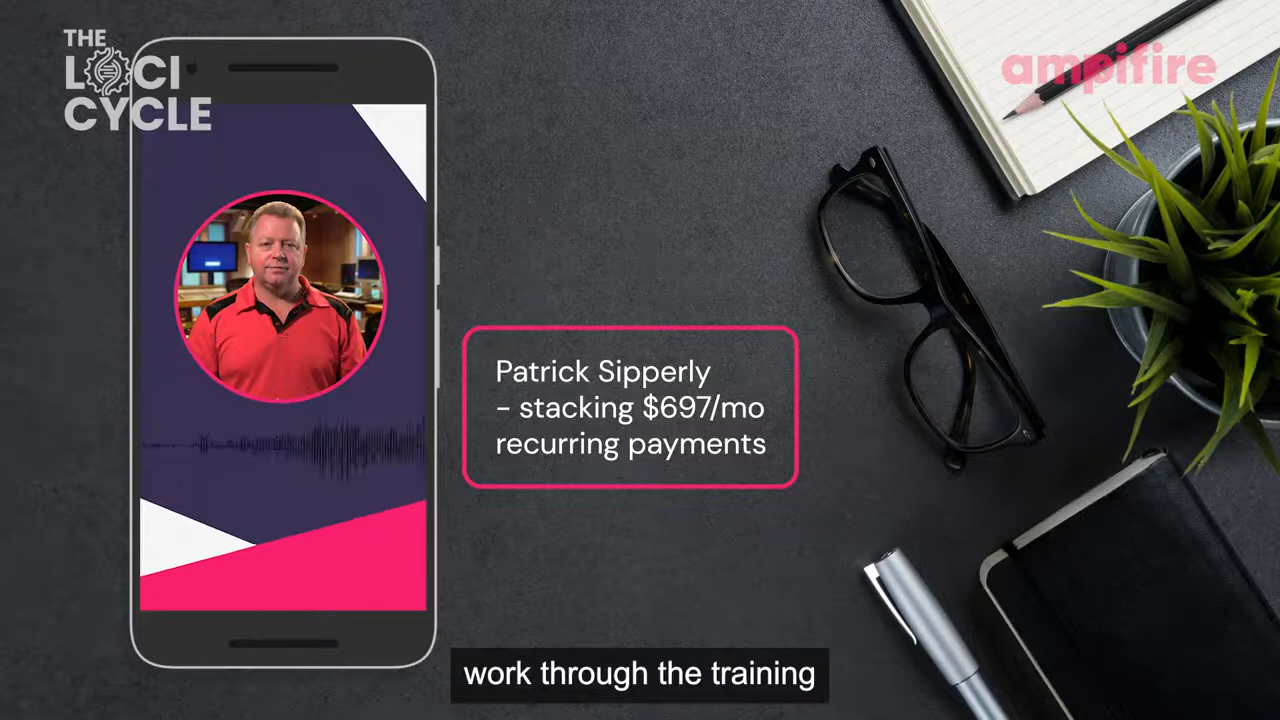 THE
LOCI
CYCLE
ampifire
Patrick Sipperly
- stacking $697/mo
recurring payments
work through the training